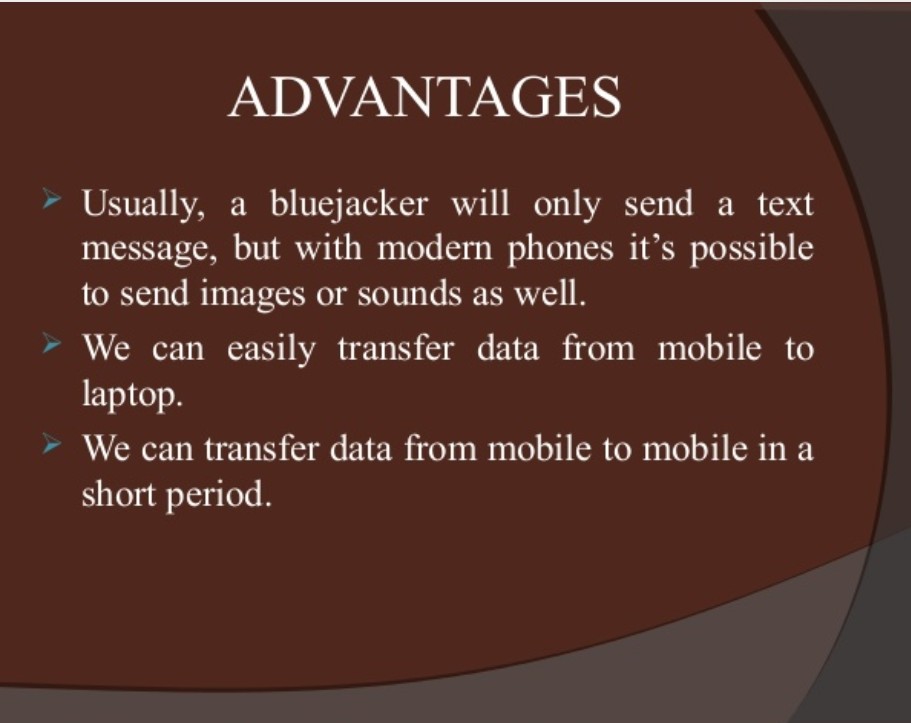 ADVANTAGES
Usually, a bluejacker will only send a text
message, but with modern phones it’s possible
to send images or sounds as well.
We can easily transfer data from mobile to
laptop.
We can transfer data from mobile to mobile in a
short period.